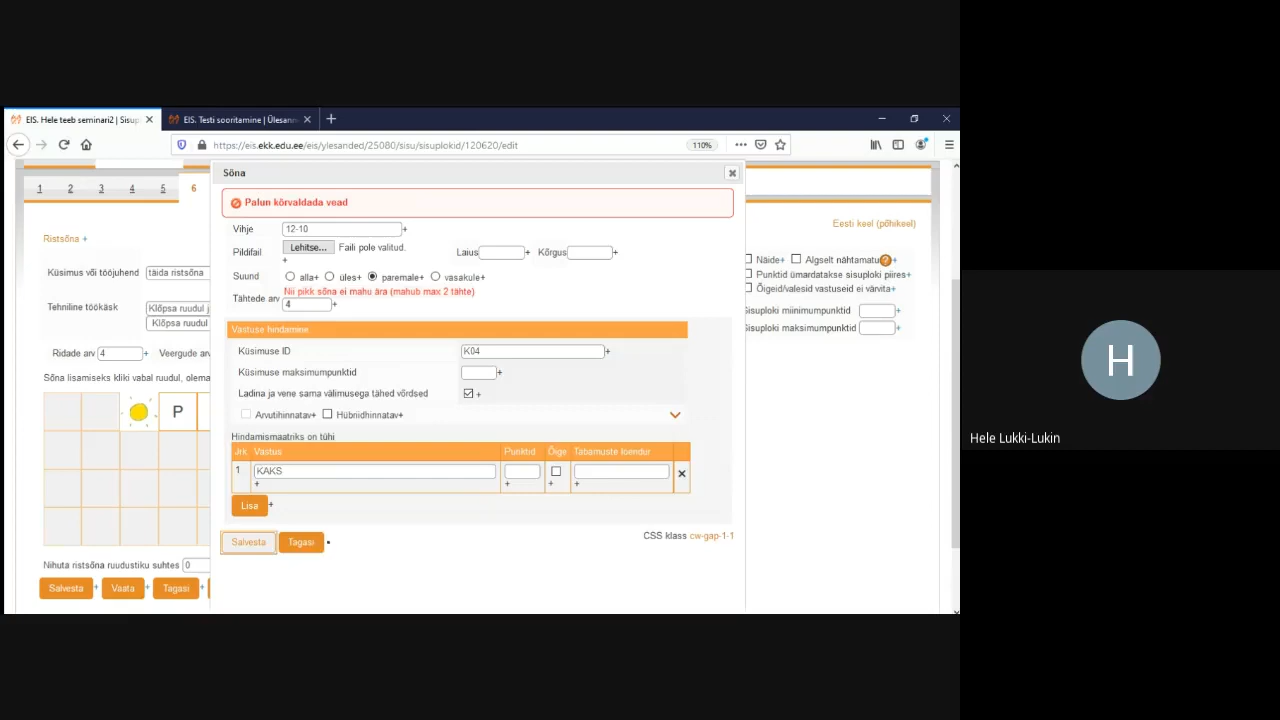 EIS. Hele teeb seminari2 | Sisup
EIS. Testi sooritamine | Ülesann
https://eis.ekk.edu.ee/eis/ylesanded/25080/sisu/sisuplokid/120620/edit
110%
1 2 3 4 5 6
Sõna
Palun kõrvaldada vead
Eesti keel (põhikeel)
Ristsõna +
Vihje 12-10 +
Pildifail Lehitse... Faili pole valitud. + Laius + Kõrgus +
Suund alla+ üles+ paremale+ vasakule+
Nii pikk sõna ei mahu ära (mahub max 2 tähte)
Tähtede arv 4 +
Küsimus või tööjuhend täida ristsõna
Tehniline töökäsk Klõpsa ruudul j
Klõpsa ruudul
Ridade arv 4 + Veergude arv
Sõna lisamiseks kliki vabal ruudul, olema
P
Nihuta ristsõna ruudustiku suhtes 0
Salvesta + Vaata + Tagasi +
Näide+ Algselt nähtamatu ? +
Punktid ümardatakse sisuploki piires+
Õigeid/valesid vastuseid ei värvita+
Sisuploki miinimumpunktid +
Sisuploki maksimumpunktid +
Vastuse hindamine
Küsimuse ID K04 +
Küsimuse maksimumpunktid +
Ladina ja vene sama välimusega tähed võrdsed +
Arvutihinnatav+ Hübriidhinnatav+
Hindamismaatriks on tühi
Jrk Vastus Punktid Õige Tabamuste loendur
1 KAKS
+ + + +
Lisa +
Salvesta Tagasi
CSS klass cw-gap-1-1
H
Hele Lukki-Lukin